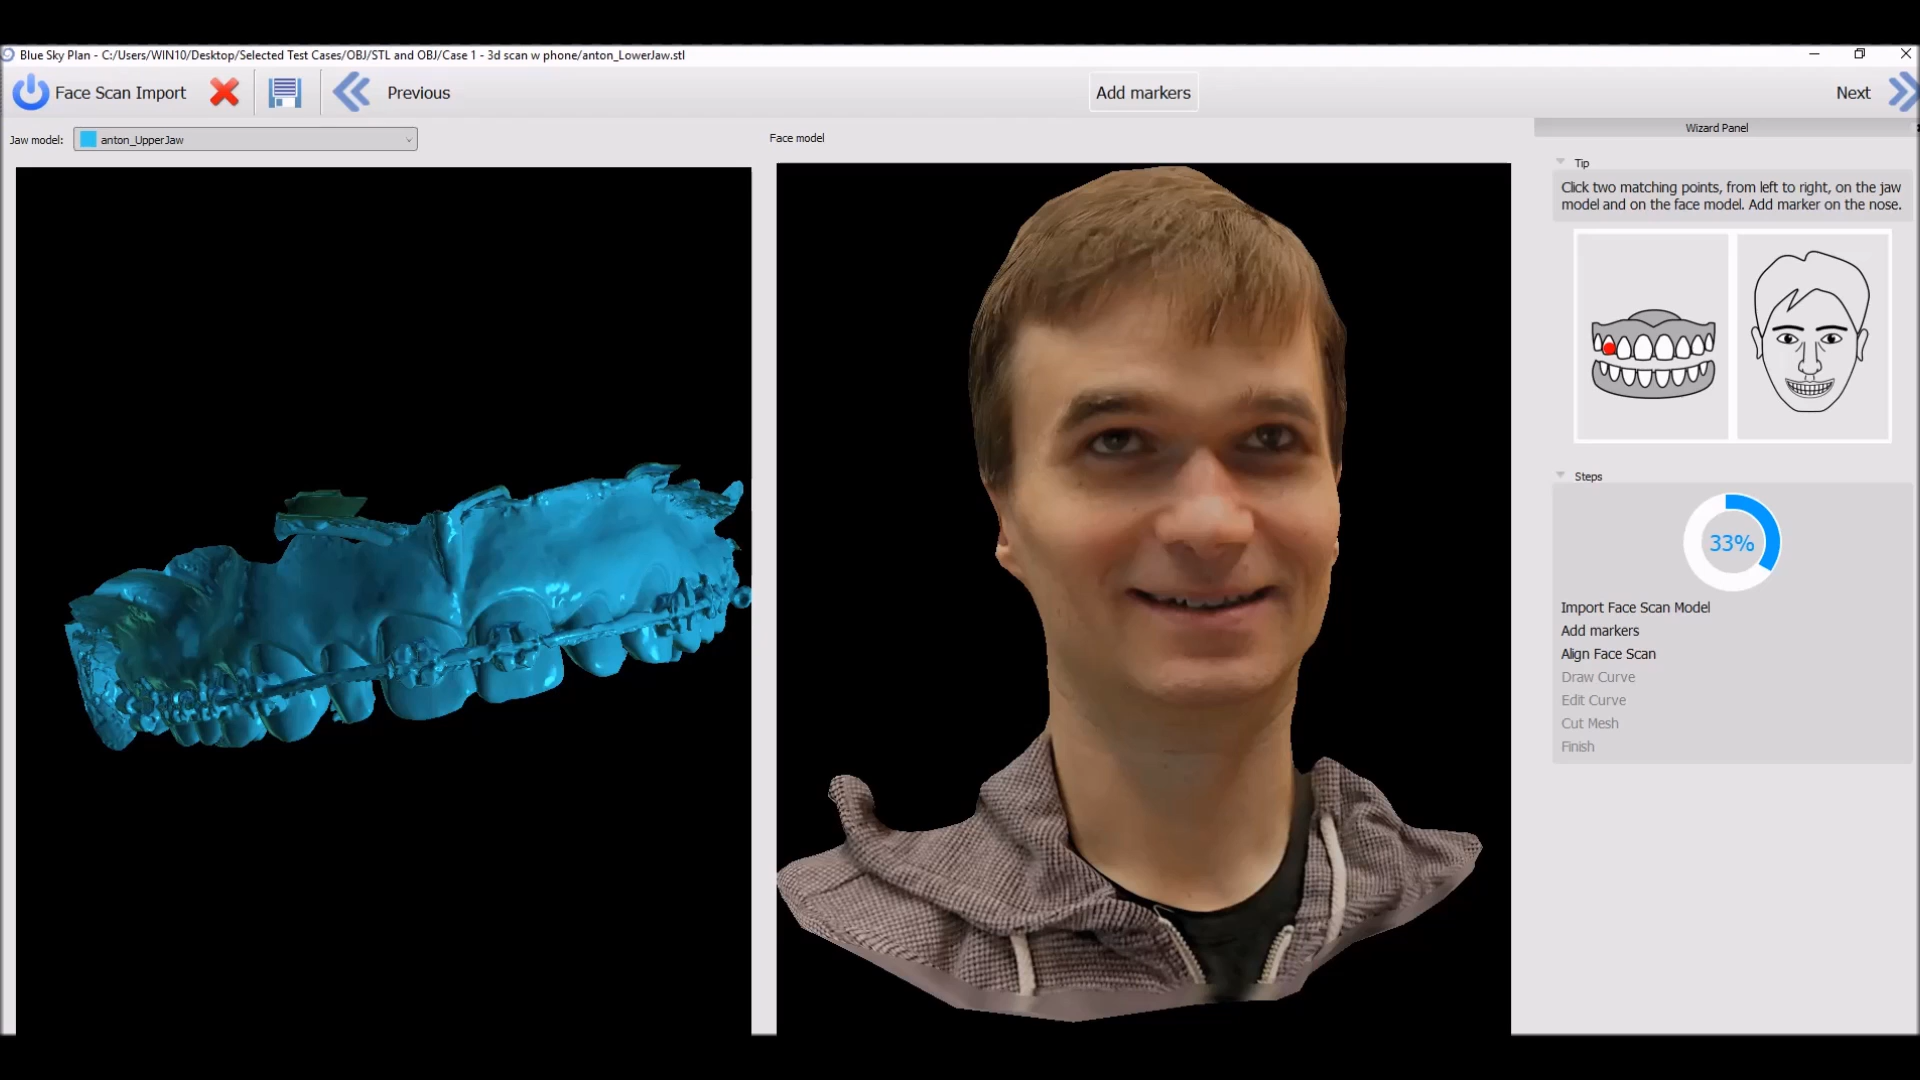 Blue Sky Plan - C:/Users/WIN10/Desktop/Selected Test Cases/OBJ/STL and OBJ/Case 1 - 3d scan w phone/anton_LowerJaw.stl
Face Scan Import
Previous
Add markers
Next
Jaw model:
anton_UpperJaw
Face model
Wizard Panel
Tip
Click two matching points, from left to right, on the jaw
model and on the face model. Add marker on the nose.
Steps
33%
Import Face Scan Model
Add markers
Align Face Scan
Draw Curve
Edit Curve
Cut Mesh
Finish